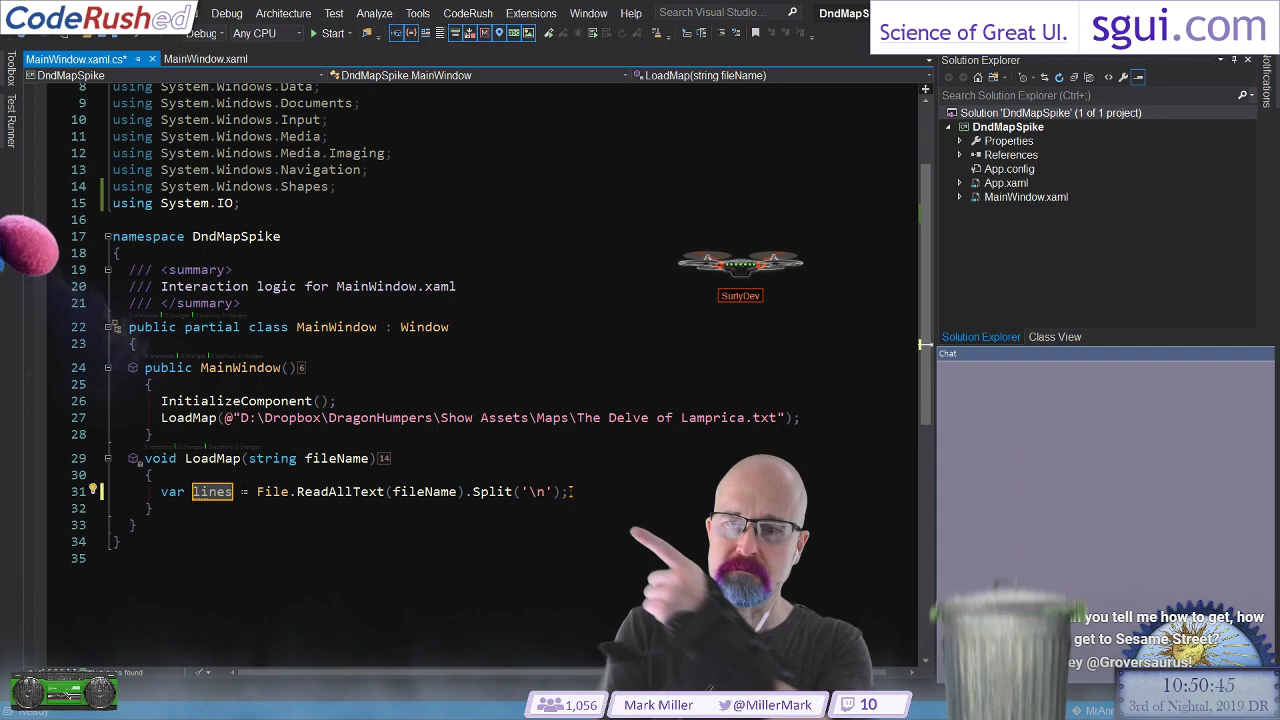 CodeRushed
Debug Architecture Test Analyze Tools CodeRush Help
Search Visual Studio
Science of Great UI. sgui.com
Debug Any CPU Start
MainWindow.xaml.cs* MainWindow.xaml
DndMapSpike DndMapSpike MainWindow LoadMap(string fileName)
Toolbox
Test Runner
8 using System.Windows.Data;
9 using System.Windows.Documents;
10 using System.Windows.Input;
11 using System.Windows.Media;
12 using System.Windows.Media.Imaging;
13 using System.Windows.Navigation;
14 using System.Windows.Shapes;
15 using System.IO;
16
17 namespace DndMapSpike
18 {
19 /// <summary>
20 /// Interaction logic for MainWindow.xaml
21 /// </summary>
22 public partial class MainWindow : Window
23 {
24 public MainWindow() 6
25 {
26 InitializeComponent();
27 LoadMap(@"D:\Dropbox\DragonHumpers\Show Assets\Maps\The Delve of Lamprica.txt");
28 }
29 void LoadMap(string fileName) 14
30 {
31 var lines = File.ReadAllText(fileName).Split('\n');
32 }
33 }
34 }
35
SurlyDev
Solution Explorer
Search Solution Explorer (Ctrl+;)
Solution 'DndMapSpike' (1 of 1 project)
DndMapSpike
Properties
References
App.config
App.xaml
MainWindow.xaml
Solution Explorer Class View
Notifications
Chat
you tell me how to get, how
get to Sesame Street?
@Groversaurus!
10:50:45
3rd of Nightal, 2019 DR
1,056 Mark Miller @MillerMark 10